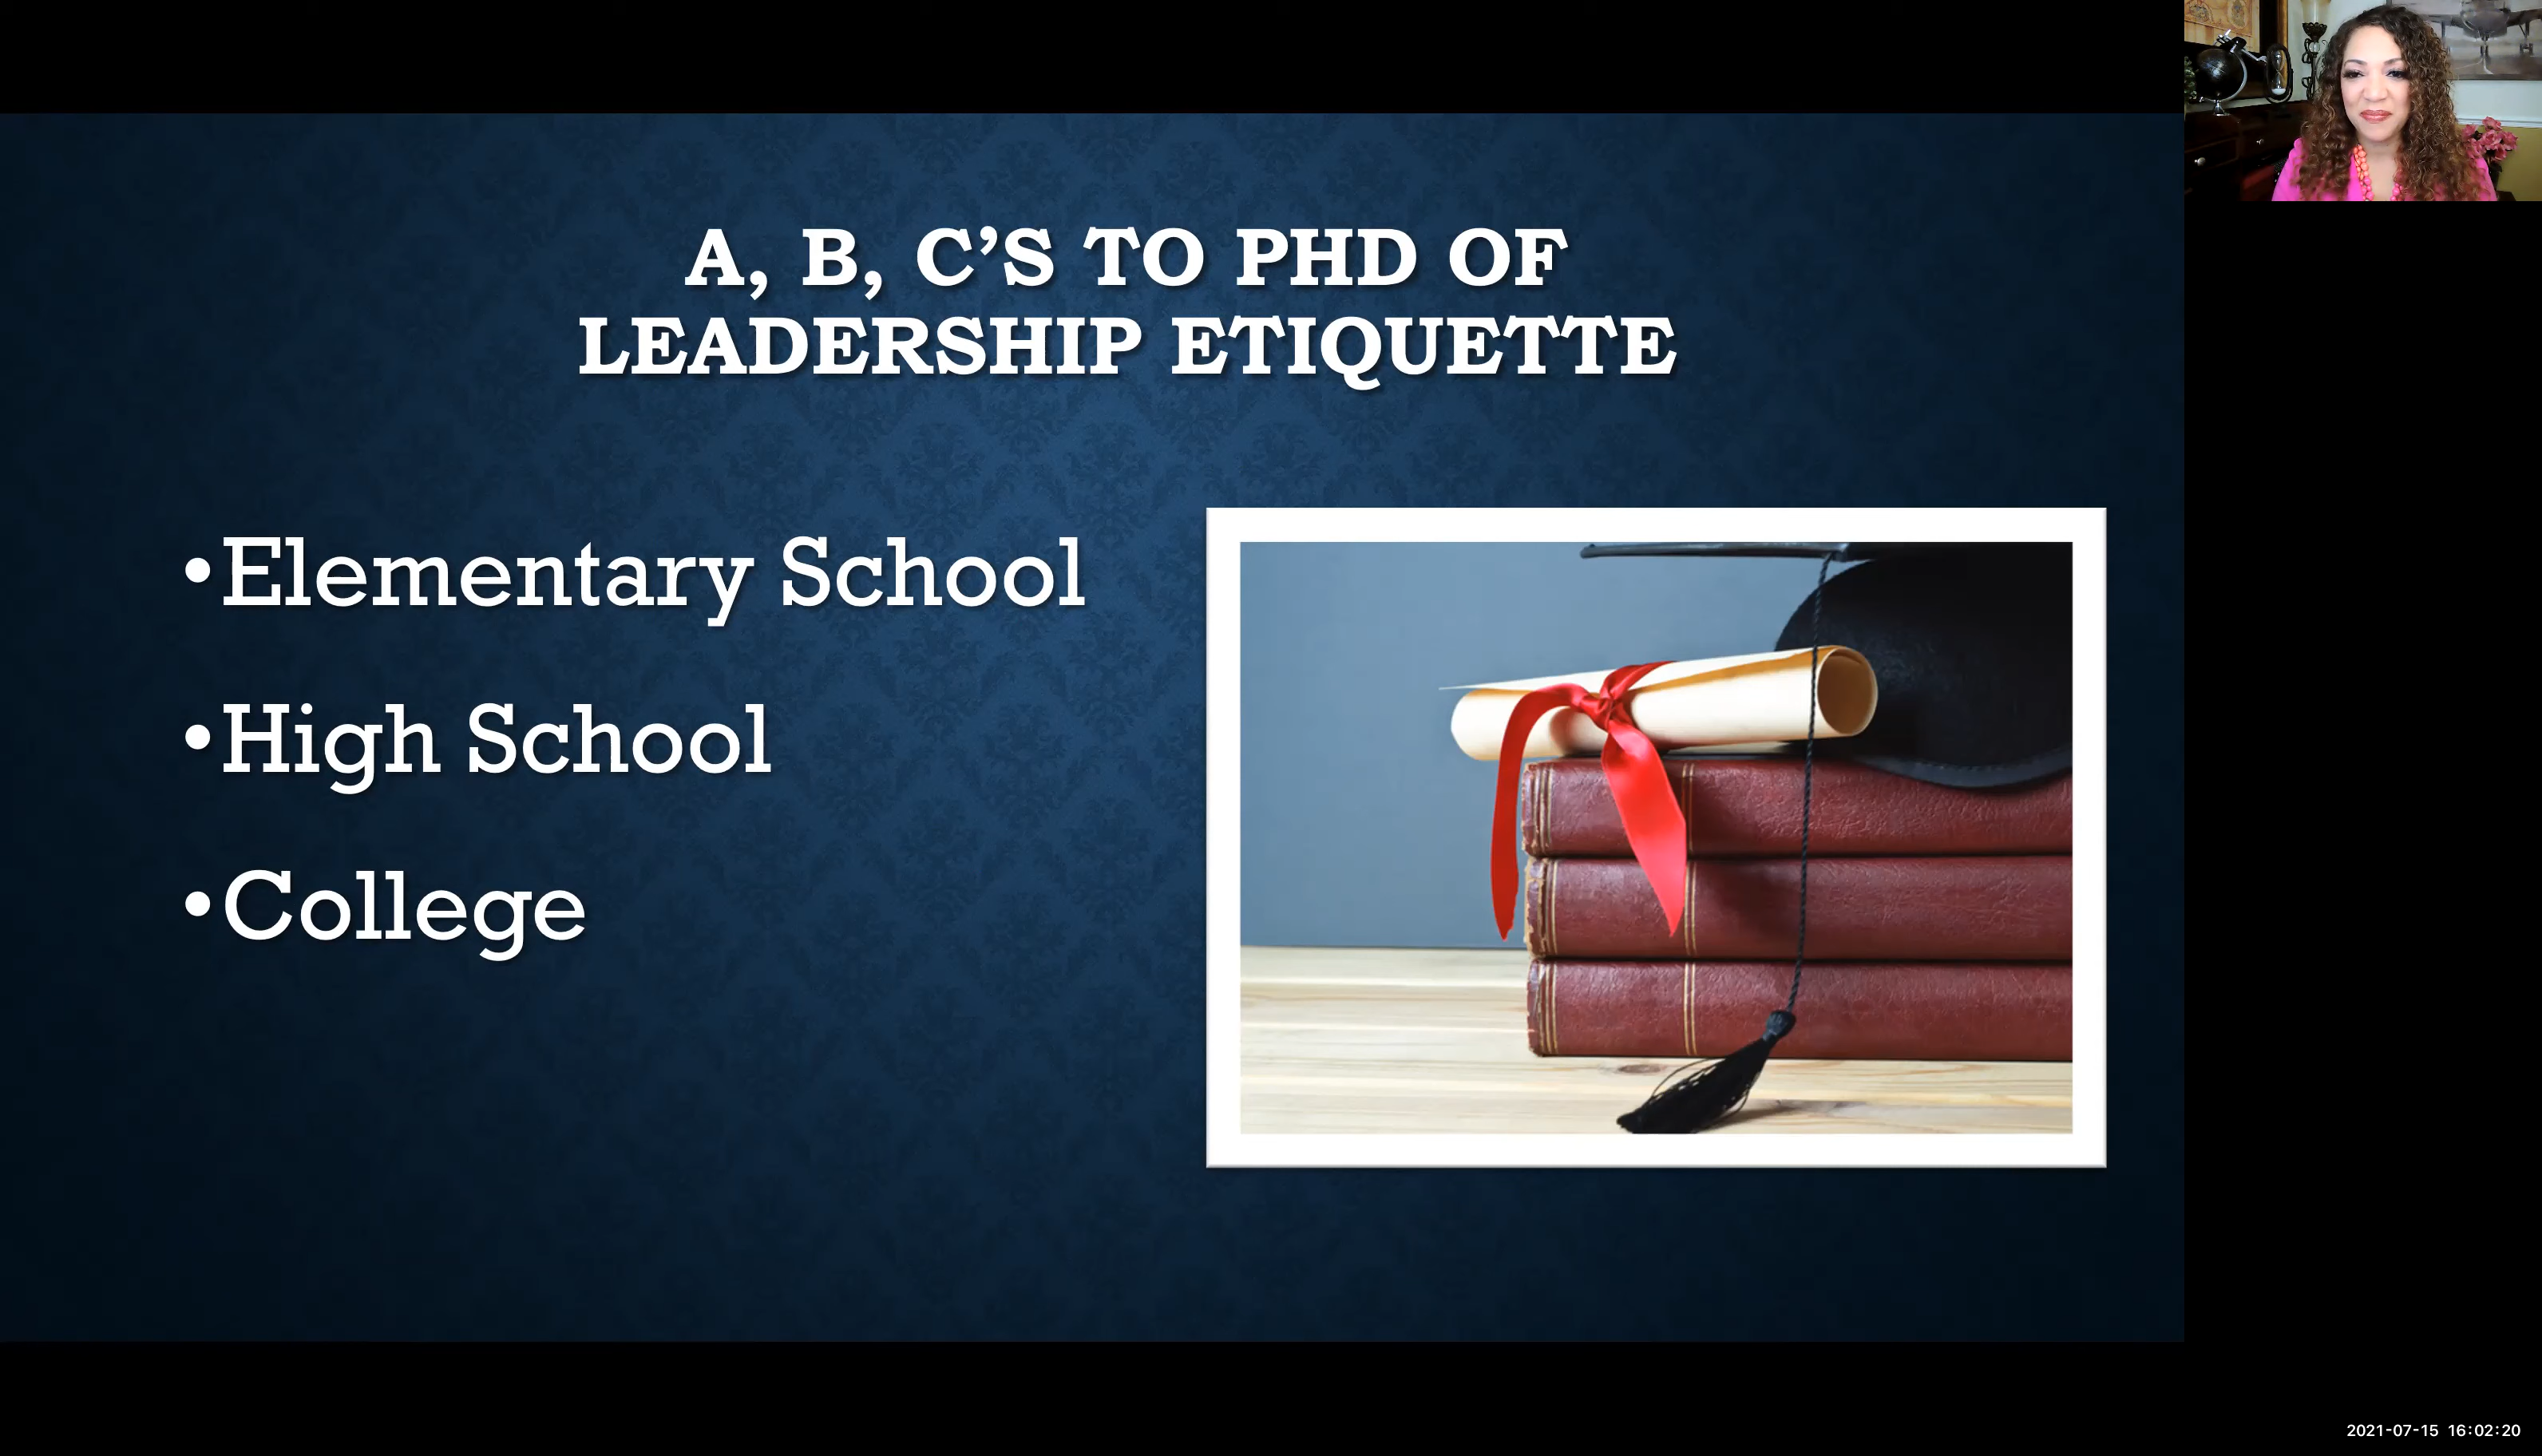 A, B, C’S TO PHD OF
LEADERSHIP ETIQUETTE
•Elementary School
•High School
•College
2021-07-15 16:02:20